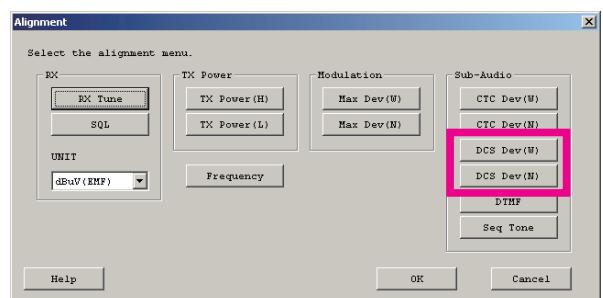 Alignment
Select the alignment menu.
RX
RX Tune
SQL
UNIT
dBuV(EMF)
TX Power
TX Power(H)
TX Power(L)
Frequency
Modulation
Max Dev(W)
Max Dev(N)
Sub-Audio
CTC Dev(W)
CTC Dev(N)
DCS Dev(W)
DCS Dev(N)
DTMF
Seq Tone
Help
OK
Cancel